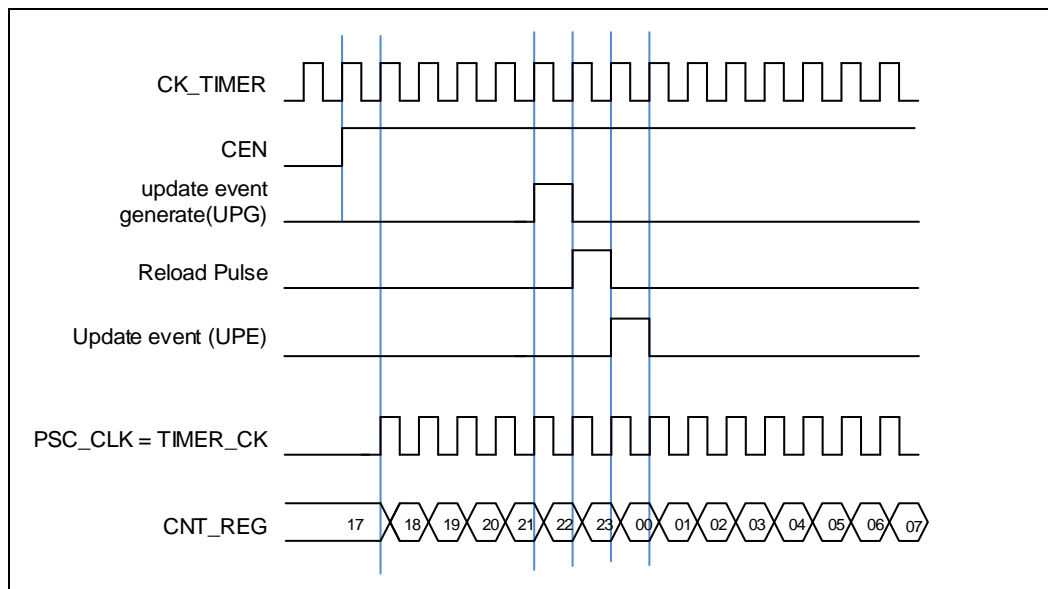 CK_TIMER
CEN
update event
generate(UPG)
Reload Pulse
Update event (UPE)
PSC_CLK = TIMER_CK
CNT_REG 17 18 19 20 21 22 23 00 01 02 03 04 05 06 07